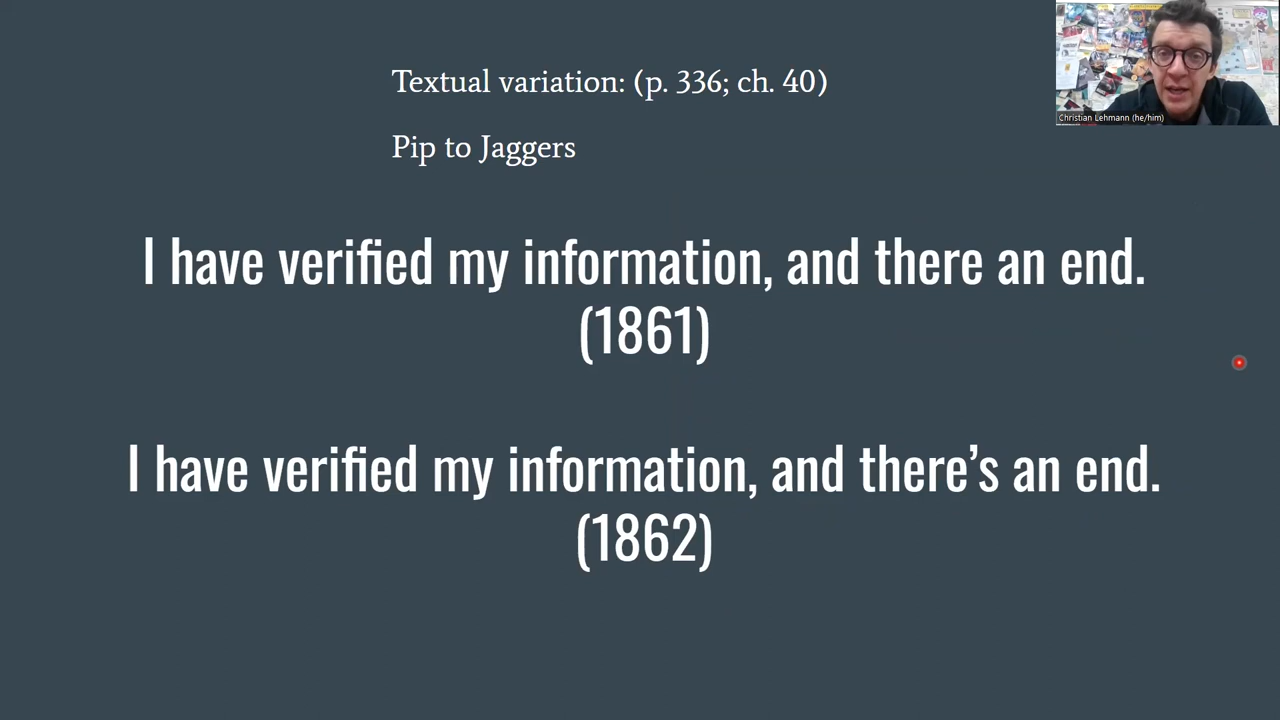 Textual variation: (p. 336; ch. 40)
Pip to Jaggers
I have verified my information, and there an end.
(1861)
I have verified my information, and there's an end.
(1862)
Christian Lehmann (he/him)